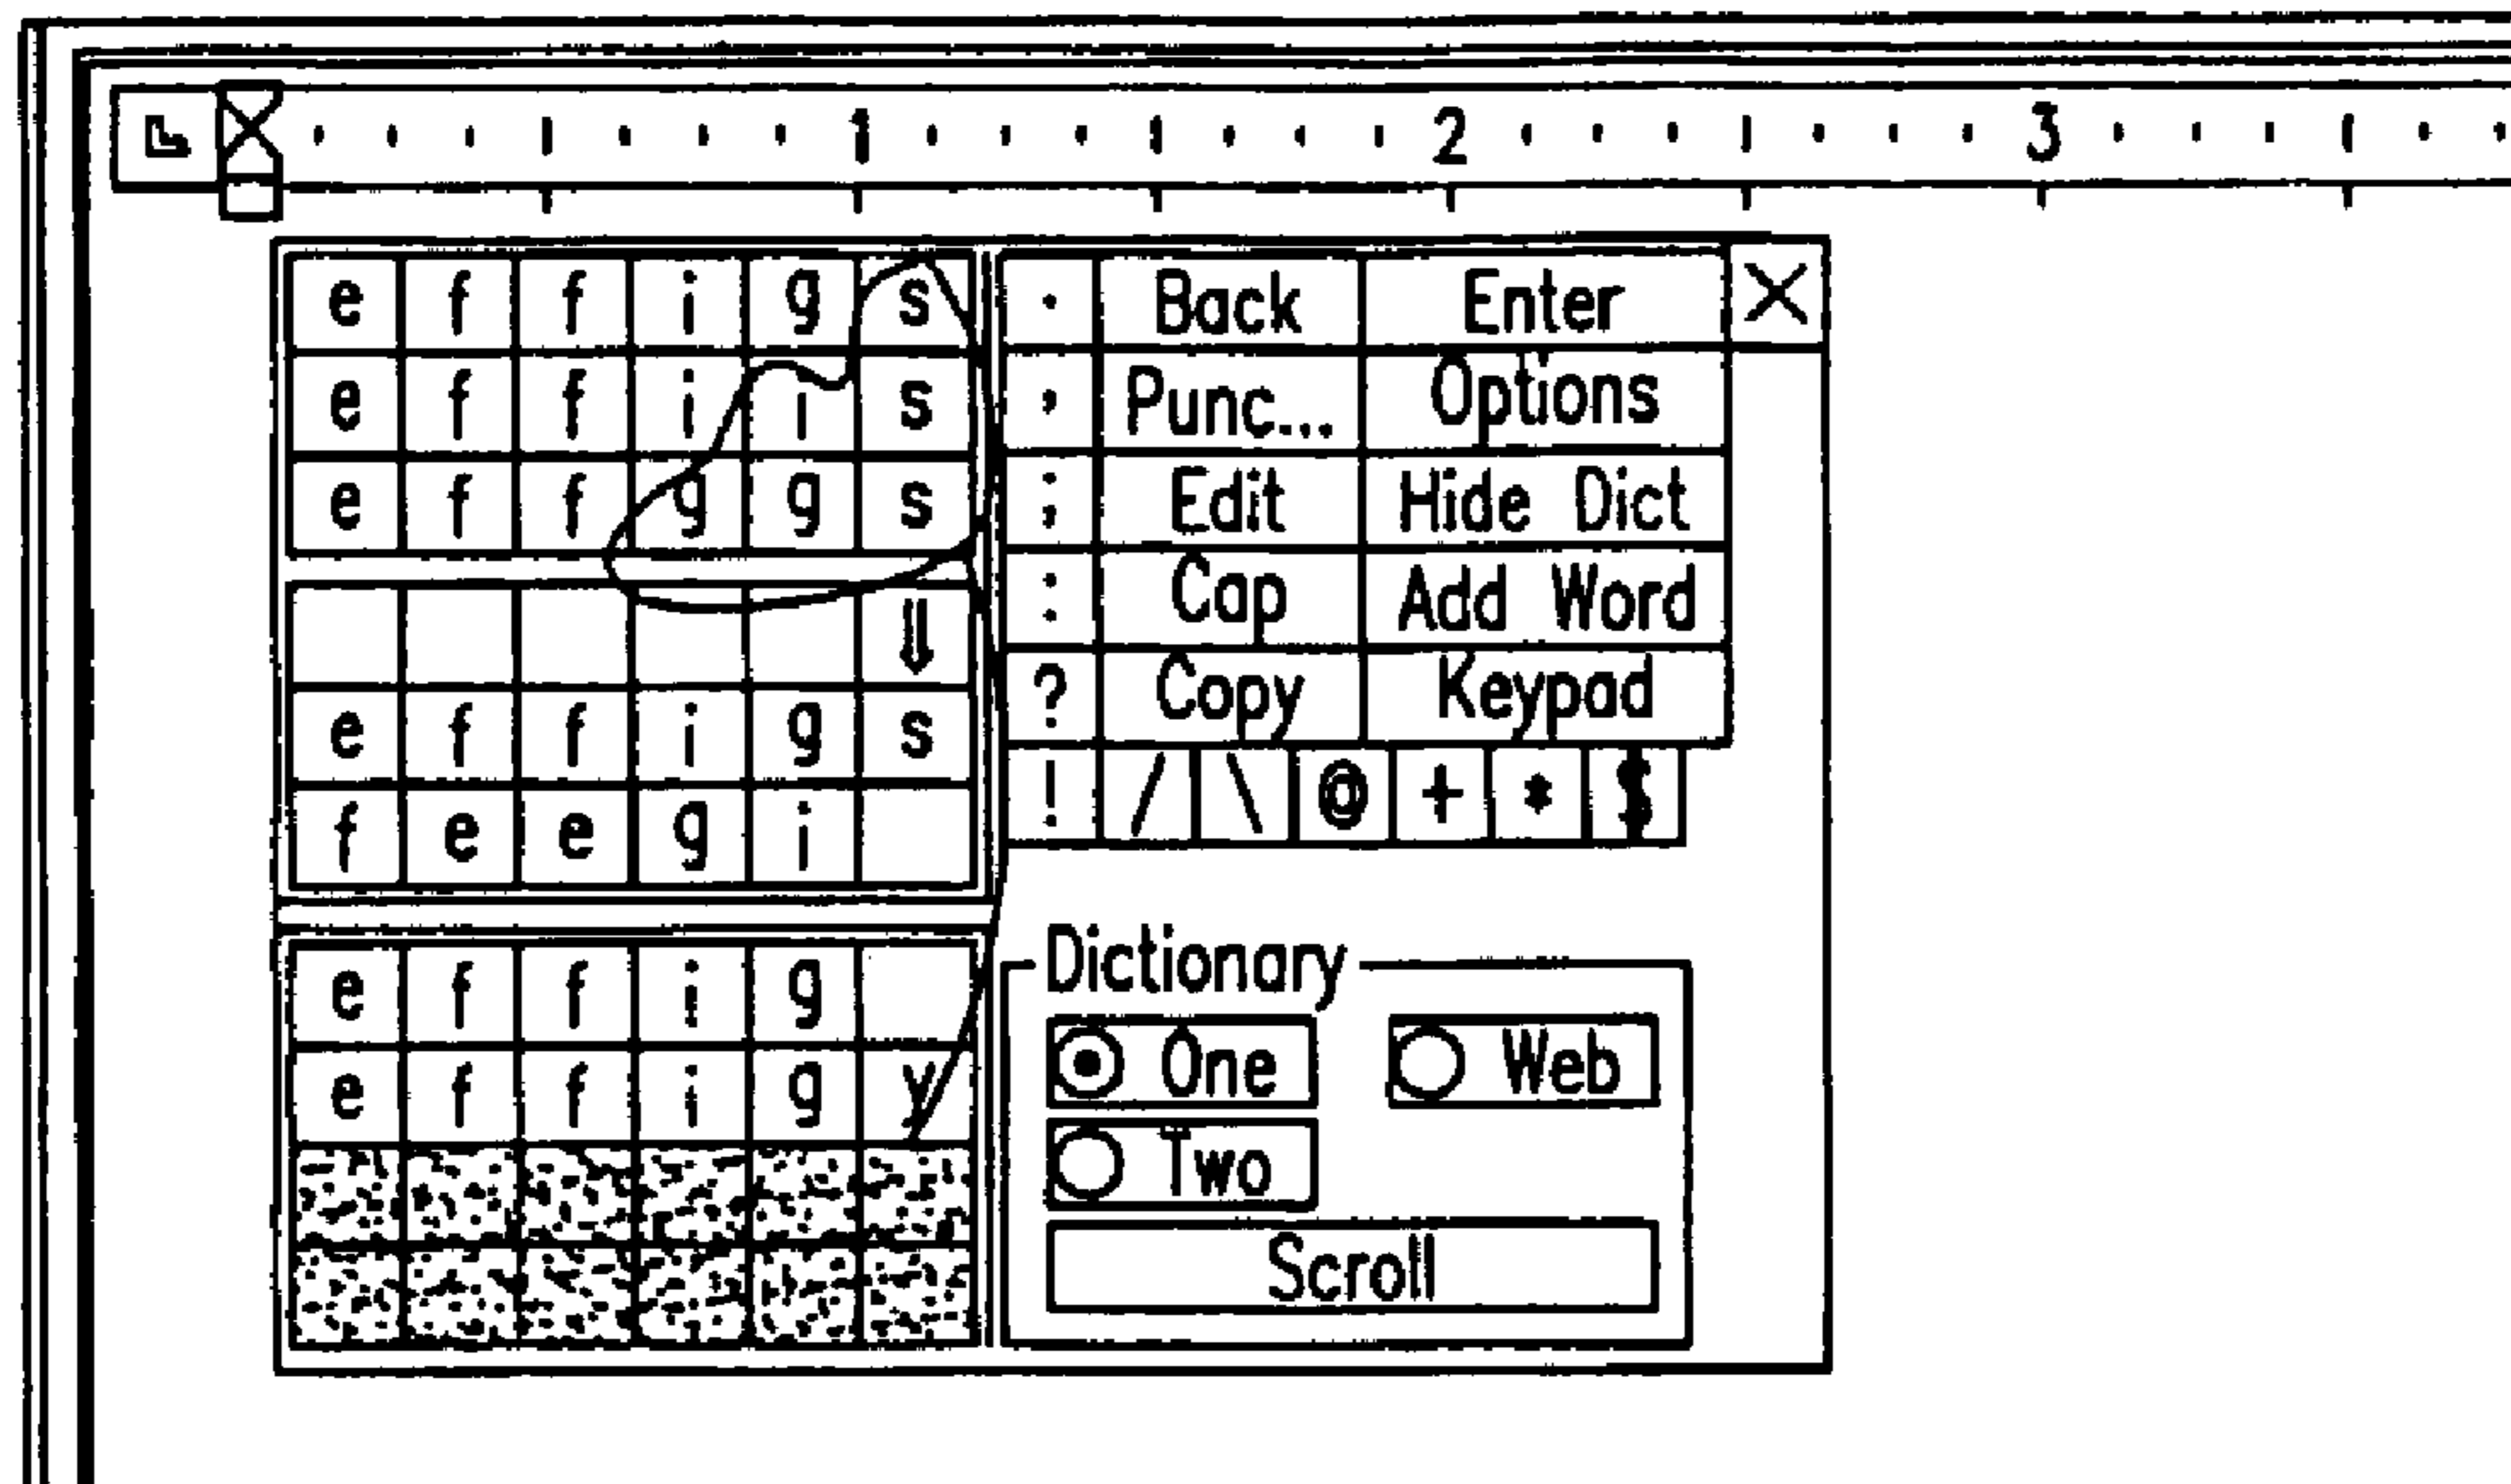 1 2 3
e f f i g s . Back Enter X
e f f i i s , Punc... Options
e f f g g s ; Edit Hide Dict
⇓ : Cap Add Word
e f f i g s ? Copy Keypad
f e e g i ! / \ @ + * $
e f f i g Dictionary
e f f i g y One Web
Two
Scroll